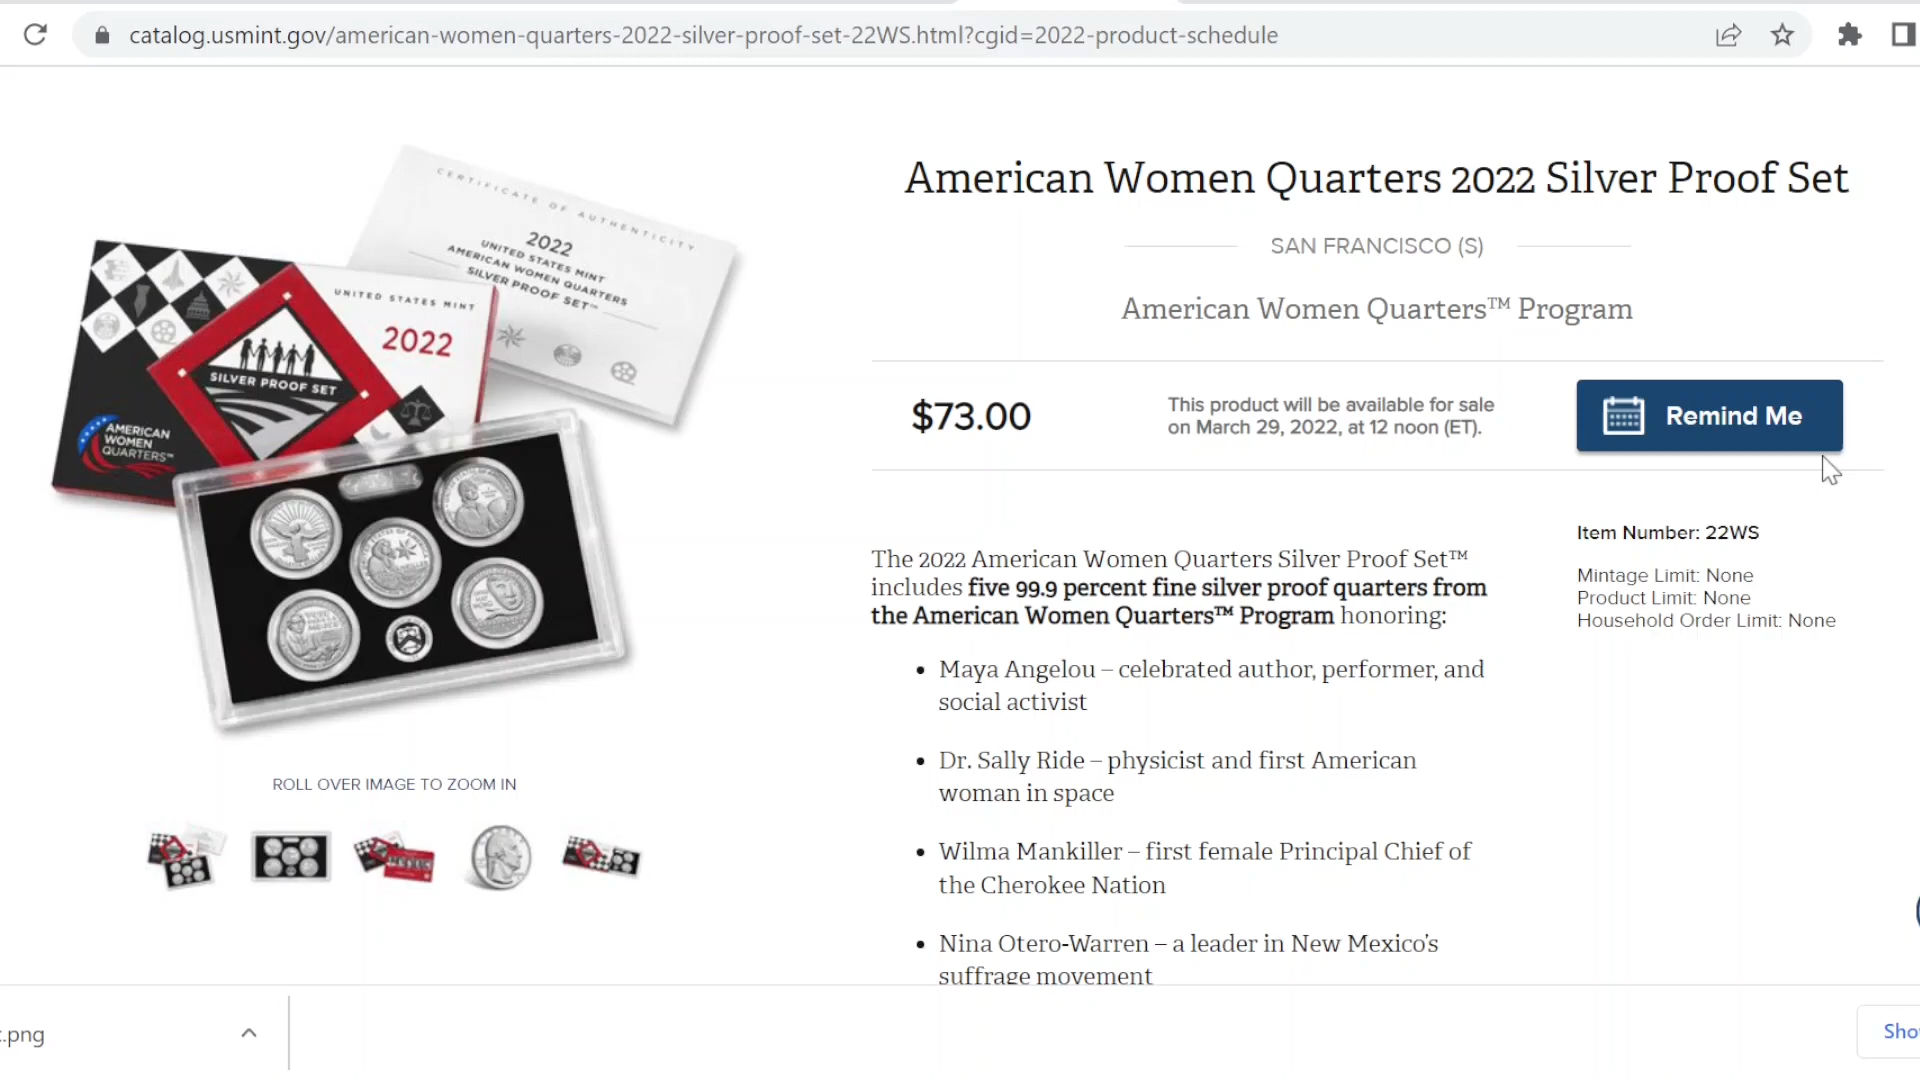 catalog.usmint.gov/american-women-quarters-2022-silver-proof-set-22WS.html?cgid=2022-product-schedule
CERTIFICATE OF AUTHENTICITY
2022
UNITED STATES MINT
AMERICAN WOMEN QUARTERS
SILVER PROOF SET™
UNITED STATES MINT
2022
SILVER PROOF SET
AMERICAN
WOMEN
QUARTERS™
ROLL OVER IMAGE TO ZOOM IN
American Women Quarters 2022 Silver Proof Set
SAN FRANCISCO (S)
American Women Quarters™ Program
$73.00
This product will be available for sale
on March 29, 2022, at 12 noon (ET).
Remind Me
The 2022 American Women Quarters Silver Proof Set™
includes five 99.9 percent fine silver proof quarters from
the American Women Quarters™ Program honoring:
• Maya Angelou – celebrated author, performer, and
social activist
• Dr. Sally Ride – physicist and first American
woman in space
• Wilma Mankiller – first female Principal Chief of
the Cherokee Nation
• Nina Otero-Warren – a leader in New Mexico's
suffrage movement
Item Number: 22WS
Mintage Limit: None
Product Limit: None
Household Order Limit: None
.png
Sho